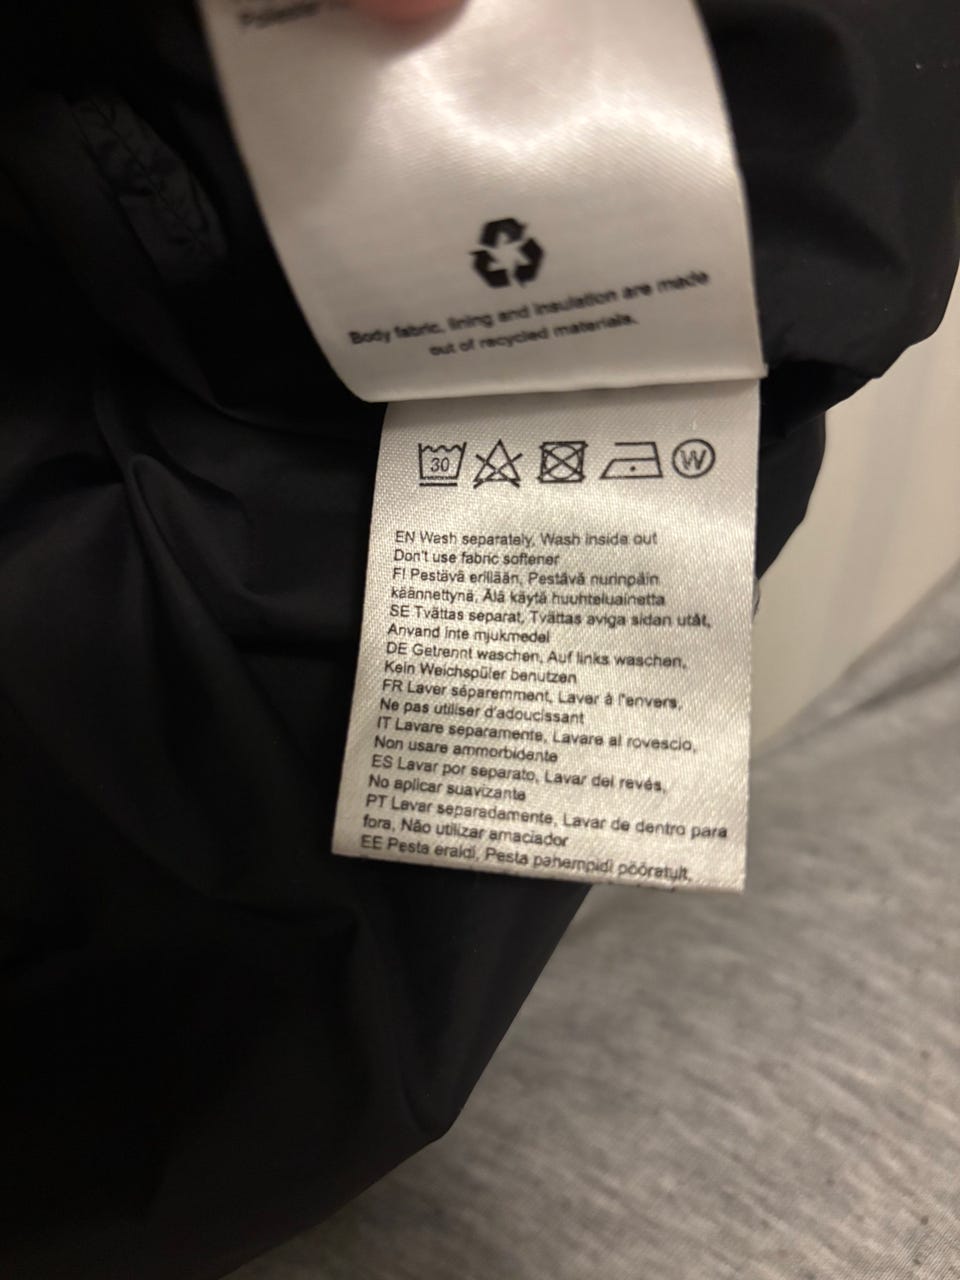 Polyester
Body fabric, lining and insulation are made
out of recycled materials.
30
W
EN Wash separately, Wash inside out
Don't use fabric softener
FI Pestävä erillään, Pestävä nurinpäin
käännettynä, Älä käytä huuhteluainetta
SE Tvättas separat, Tvättas aviga sidan utåt,
Anvand inte mjukmedel
DE Getrennt waschen, Auf links waschen,
Kein Weichspüler benutzen
FR Laver séparemment, Laver à l'envers,
Ne pas utiliser d'adoucissant
IT Lavare separamente, Lavare al rovescio,
Non usare ammorbidente
ES Lavar por separato, Lavar del revés,
No aplicar suavizante
PT Lavar separadamente, Lavar de dentro para
fora, Não utilizar amaciador
EE Pesta eraldi, Pesta pahempidi pööratult,